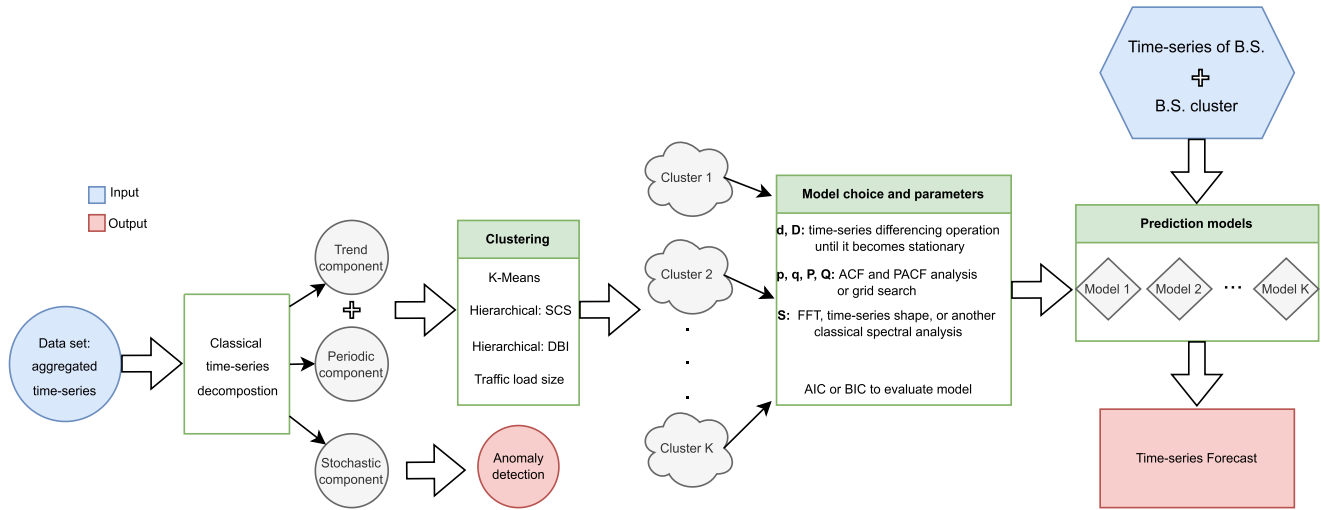 Input
Output
Data set:
aggregated
time-series
Classical
time-series
decompostion
Trend
component
Periodic
component
Stochastic
component
Anomaly
detection
Clustering
K-Means
Hierarchical: SCS
Hierarchical: DBI
Traffic load size
Cluster 1
Cluster 2
.
.
.
Cluster K
Model choice and parameters
d, D: time-series differencing operation
until it becomes stationary
p, q, P, Q: ACF and PACF analysis
or grid search
S: FFT, time-series shape, or another
classical spectral analysis
AIC or BIC to evaluate model
Time-series of B.S.
+
B.S. cluster
Prediction models
Model 1 Model 2 ... Model K
Time-series Forecast